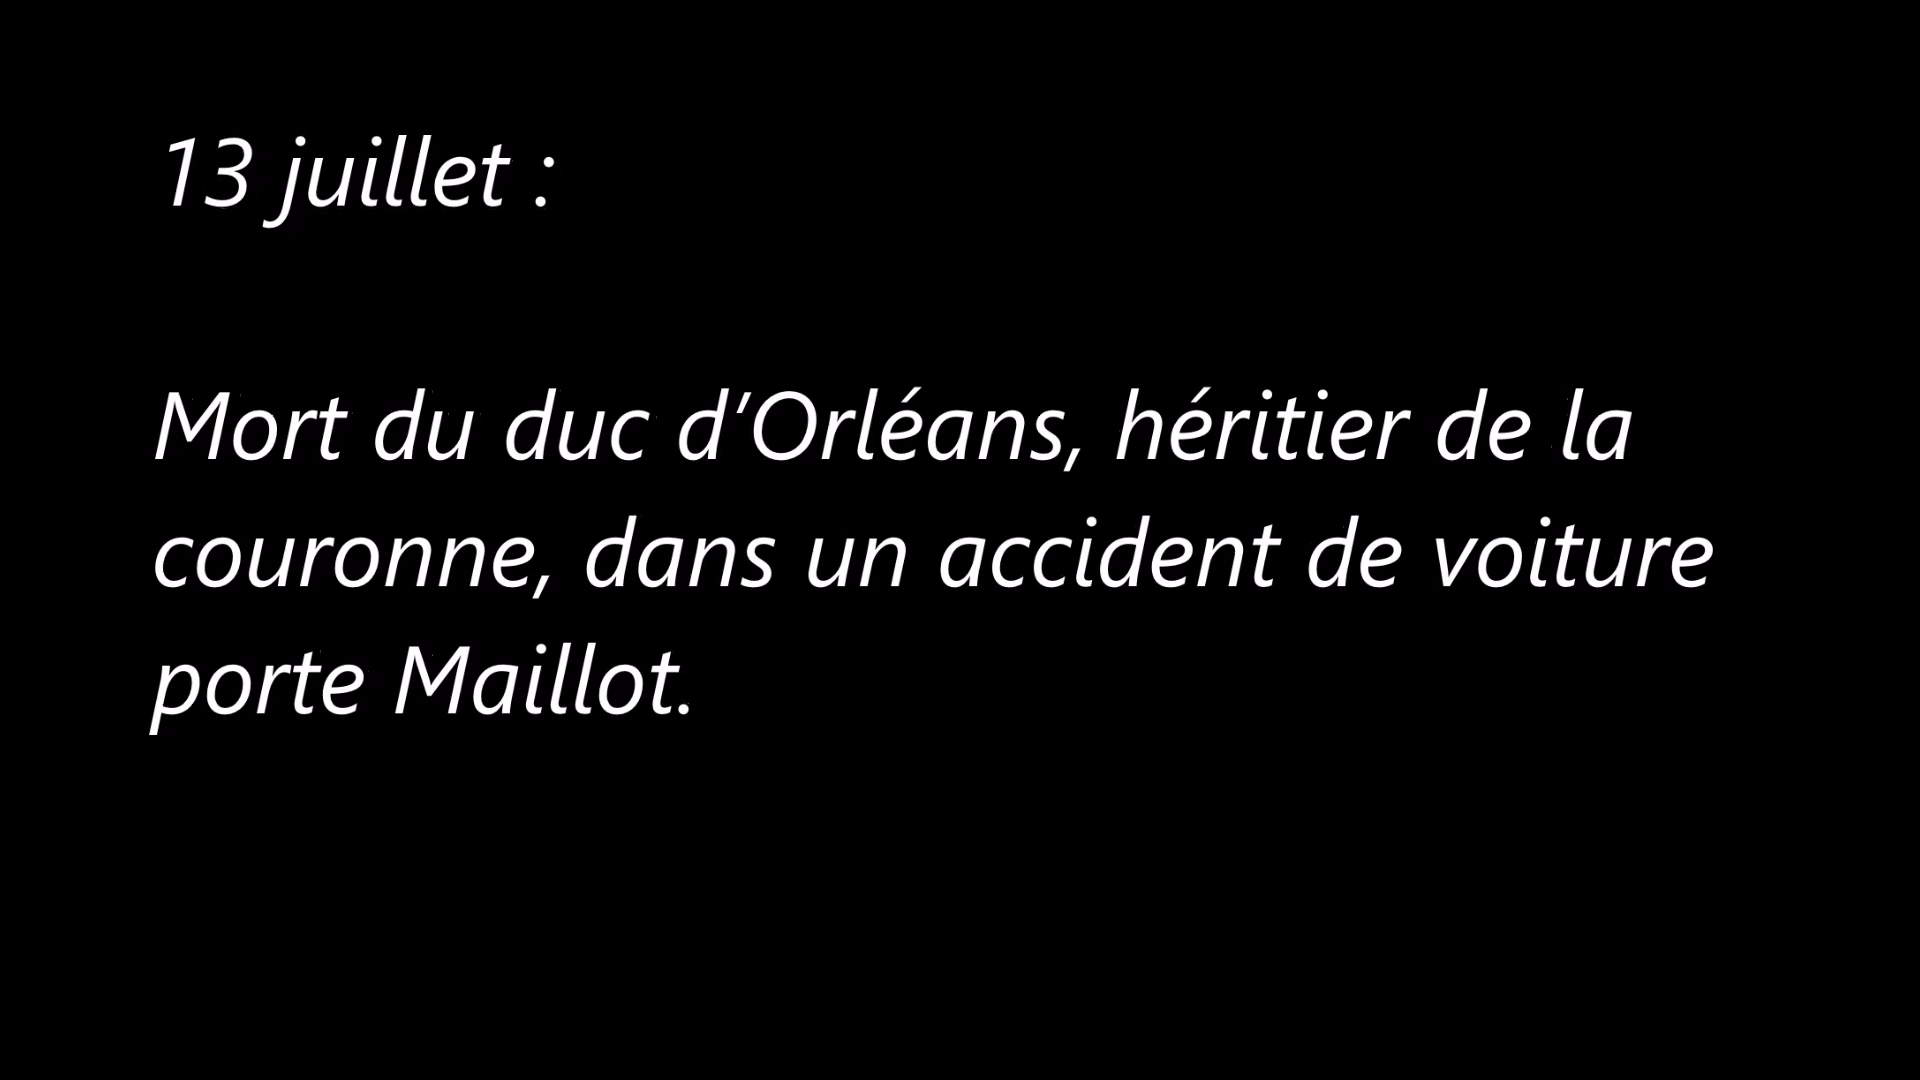 13 juillet :
Mort du duc d’Orléans, héritier de la
couronne, dans un accident de voiture
porte Maillot.